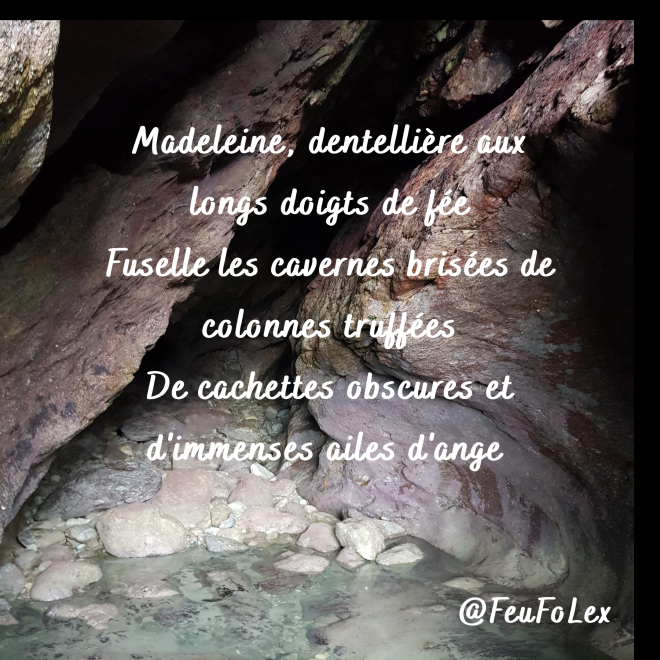 Madeleine, dentellière aux
longs doigts de fée
Fuselle les cavernes brisées de
colonnes truffées
De cachettes obscures et
d'immenses ailes d'ange
@FeuFoLex